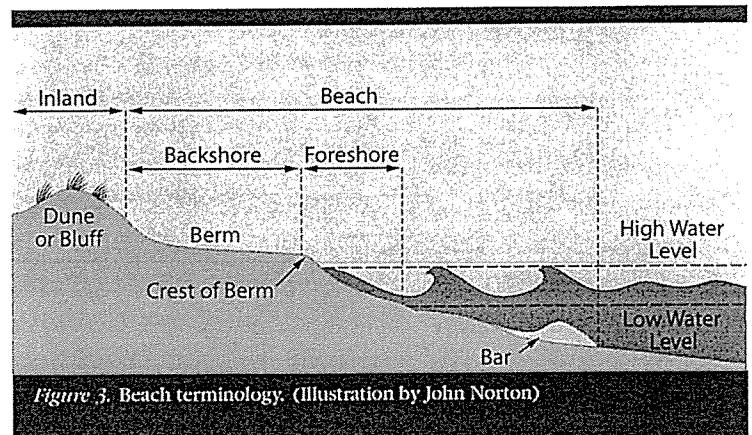 Inland
Beach
Backshore
Foreshore
Dune
or Bluff
Berm
Crest of Berm
High Water
Level
Low Water
Level
Bar
Figure 3. Beach terminology. (Illustration by John Norton)